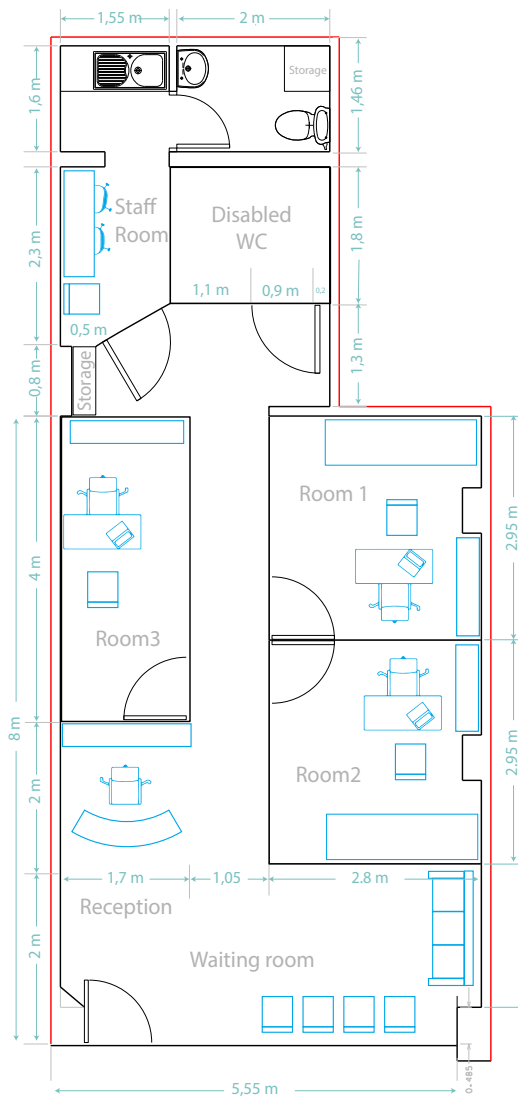 1,55 m
2 m
1,6 m
Storage
1,46 m
Staff
Room
Disabled
WC
2,3 m
1,8 m
1,1 m
0,9 m
0,2
0,5 m
1,3 m
0,8 m
Storage
Room 1
2.95 m
4 m
Room3
8 m
Room2
2.95 m
2 m
1,7 m
1,05
2.8 m
Reception
Waiting room
2 m
0.485
5,55 m